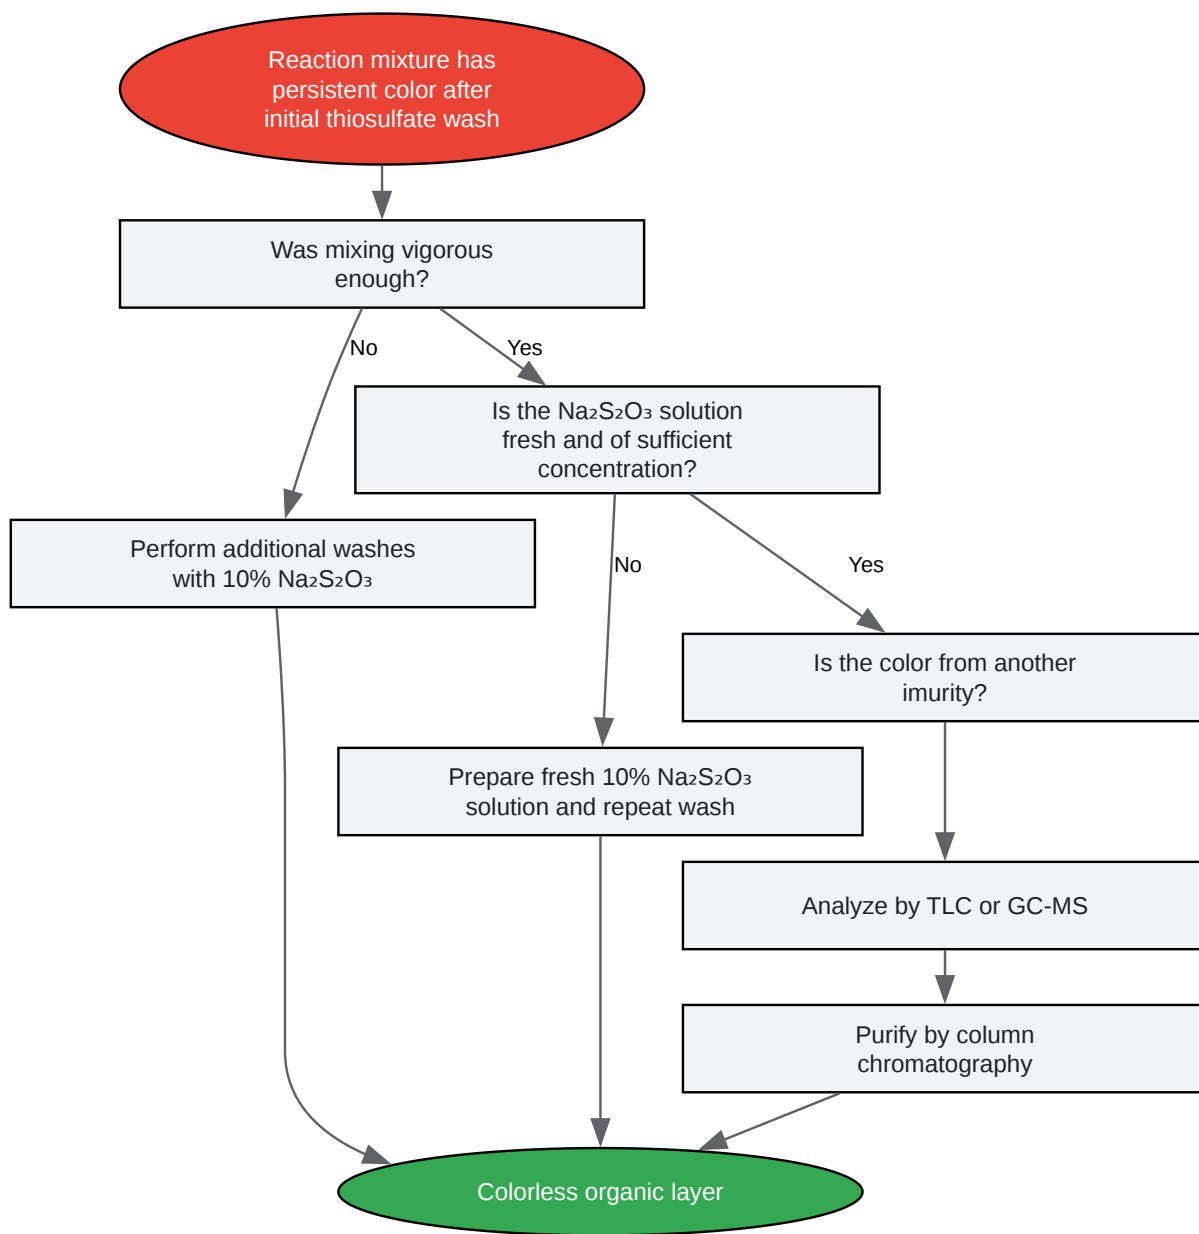 Reaction mixture has
persistent color after
initial thiosulfate wash
Was mixing vigorous
enough?
No
Yes
Is the Na₂S₂O₃ solution
fresh and of sufficient
concentration?
Perform additional washes
with 10% Na₂S₂O₃
No
Yes
Is the color from another
imurity?
Prepare fresh 10% Na₂S₂O₃
solution and repeat wash
Analyze by TLC or GC-MS
Purify by column
chromatography
Colorless organic layer